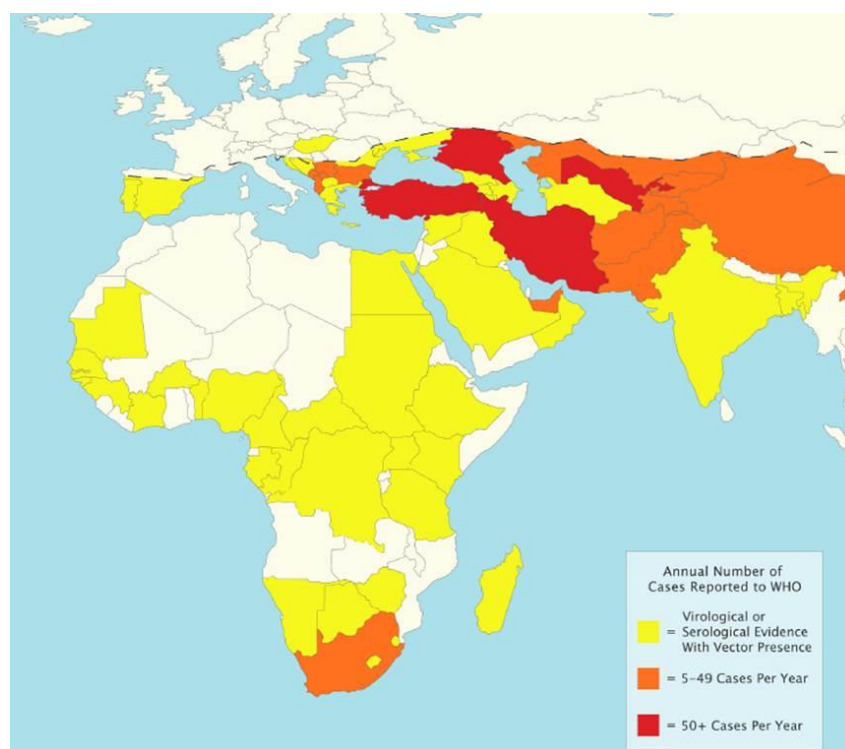 Annual Number of
Cases Reported to WHO
Virological or
= Serological Evidence
With Vector Presence
= 5–49 Cases Per Year
= 50+ Cases Per Year